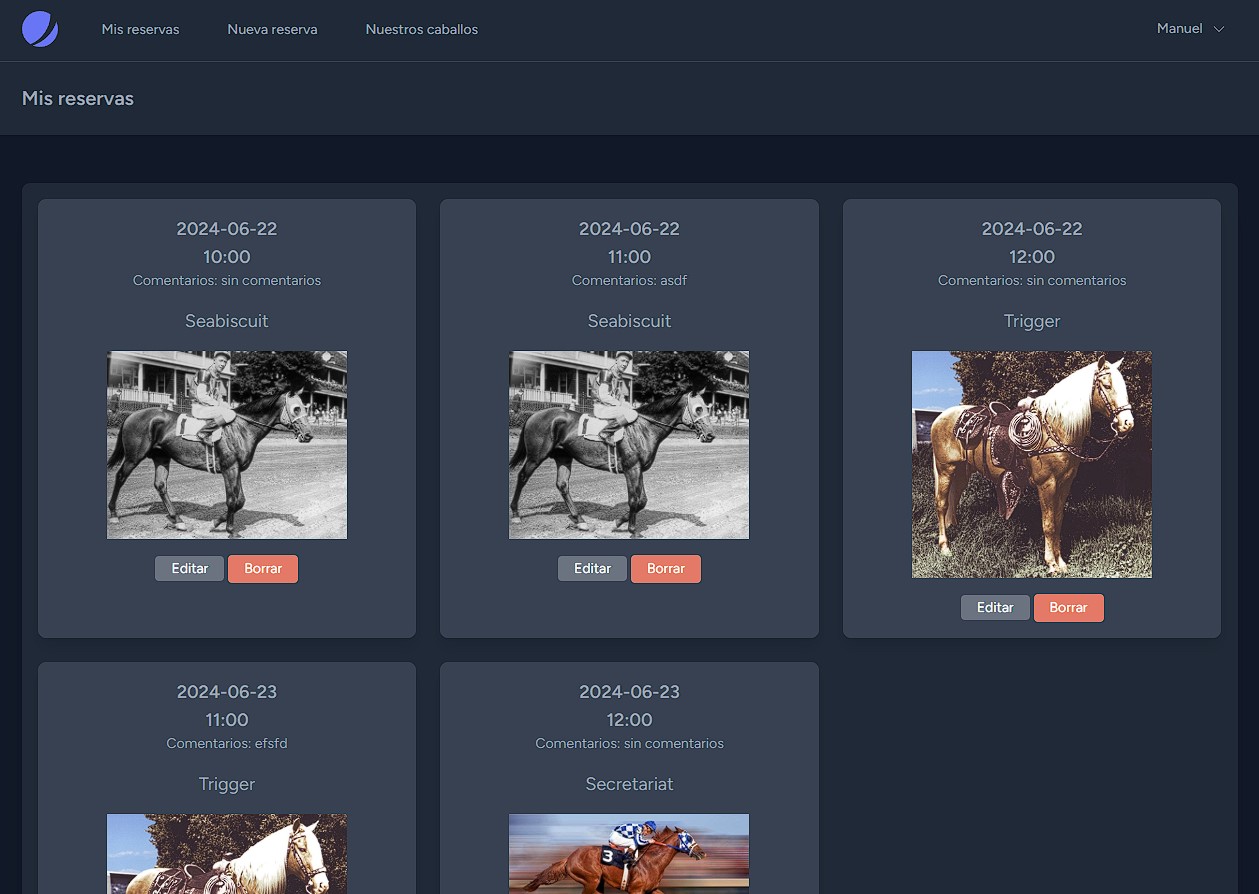 Mis reservas
Nueva reserva
Nuestros caballos
Manuel
Mis reservas
2024-06-22
10:00
Comentarios: sin comentarios
Seabiscuit
Editar
Borrar
2024-06-22
11:00
Comentarios: asdf
Seabiscuit
Editar
Borrar
2024-06-22
12:00
Comentarios: sin comentarios
Trigger
Editar
Borrar
2024-06-23
11:00
Comentarios: efsfd
Trigger
2024-06-23
12:00
Comentarios: sin comentarios
Secretariat
3